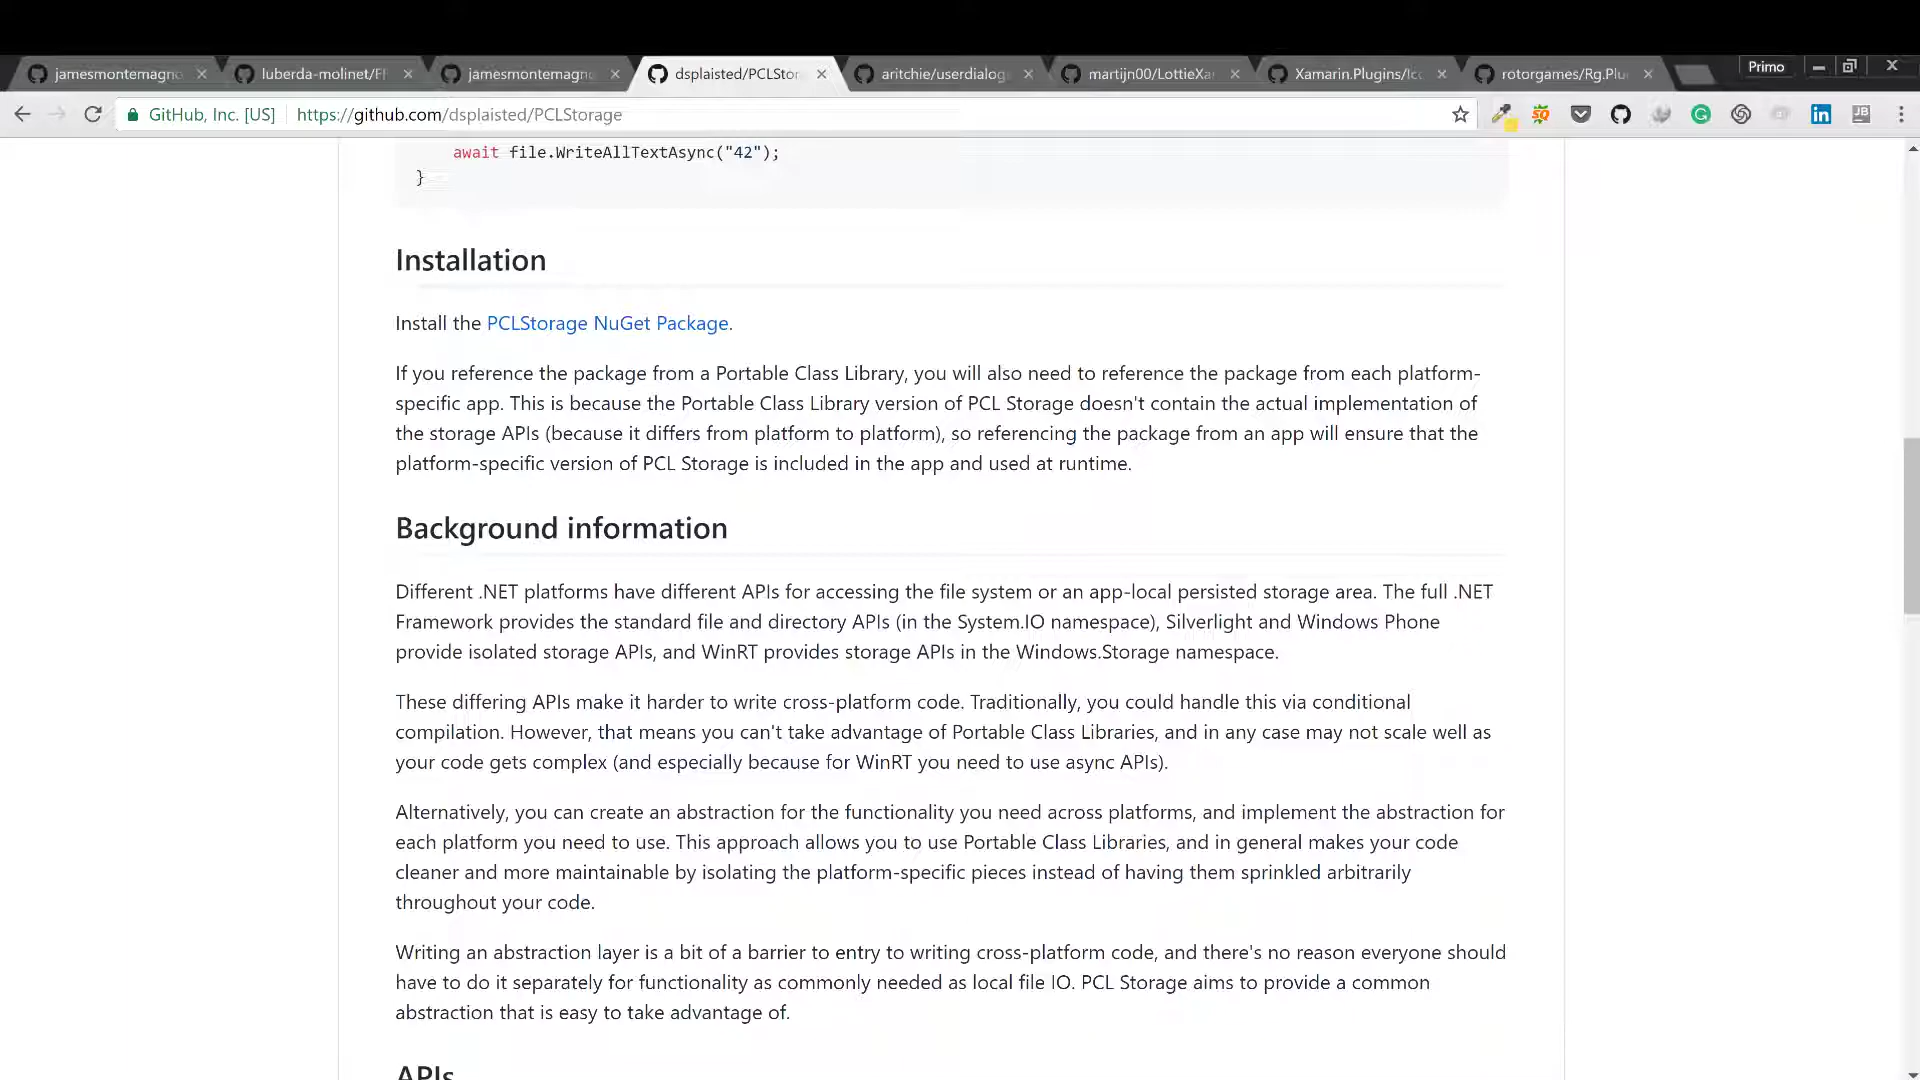 jamesmontemagno
luberda-molinet/FF
jamesmontemagno
dsplaisted/PCLStor
aritchie/userdialog
martijn00/LottieXa
Xamarin.Plugins/Ico
rotorgames/Rg.Plu
Primo
GitHub, Inc. [US]
https://github.com/dsplaisted/PCLStorage
await file.WriteAllTextAsync("42");
}
Installation
Install the PCLStorage NuGet Package.
If you reference the package from a Portable Class Library, you will also need to reference the package from each platform-
specific app. This is because the Portable Class Library version of PCL Storage doesn't contain the actual implementation of
the storage APIs (because it differs from platform to platform), so referencing the package from an app will ensure that the
platform-specific version of PCL Storage is included in the app and used at runtime.
Background information
Different .NET platforms have different APIs for accessing the file system or an app-local persisted storage area. The full .NET
Framework provides the standard file and directory APIs (in the System.IO namespace), Silverlight and Windows Phone
provide isolated storage APIs, and WinRT provides storage APIs in the Windows.Storage namespace.
These differing APIs make it harder to write cross-platform code. Traditionally, you could handle this via conditional
compilation. However, that means you can't take advantage of Portable Class Libraries, and in any case may not scale well as
your code gets complex (and especially because for WinRT you need to use async APIs).
Alternatively, you can create an abstraction for the functionality you need across platforms, and implement the abstraction for
each platform you need to use. This approach allows you to use Portable Class Libraries, and in general makes your code
cleaner and more maintainable by isolating the platform-specific pieces instead of having them sprinkled arbitrarily
throughout your code.
Writing an abstraction layer is a bit of a barrier to entry to writing cross-platform code, and there's no reason everyone should
have to do it separately for functionality as commonly needed as local file IO. PCL Storage aims to provide a common
abstraction that is easy to take advantage of.
APIs